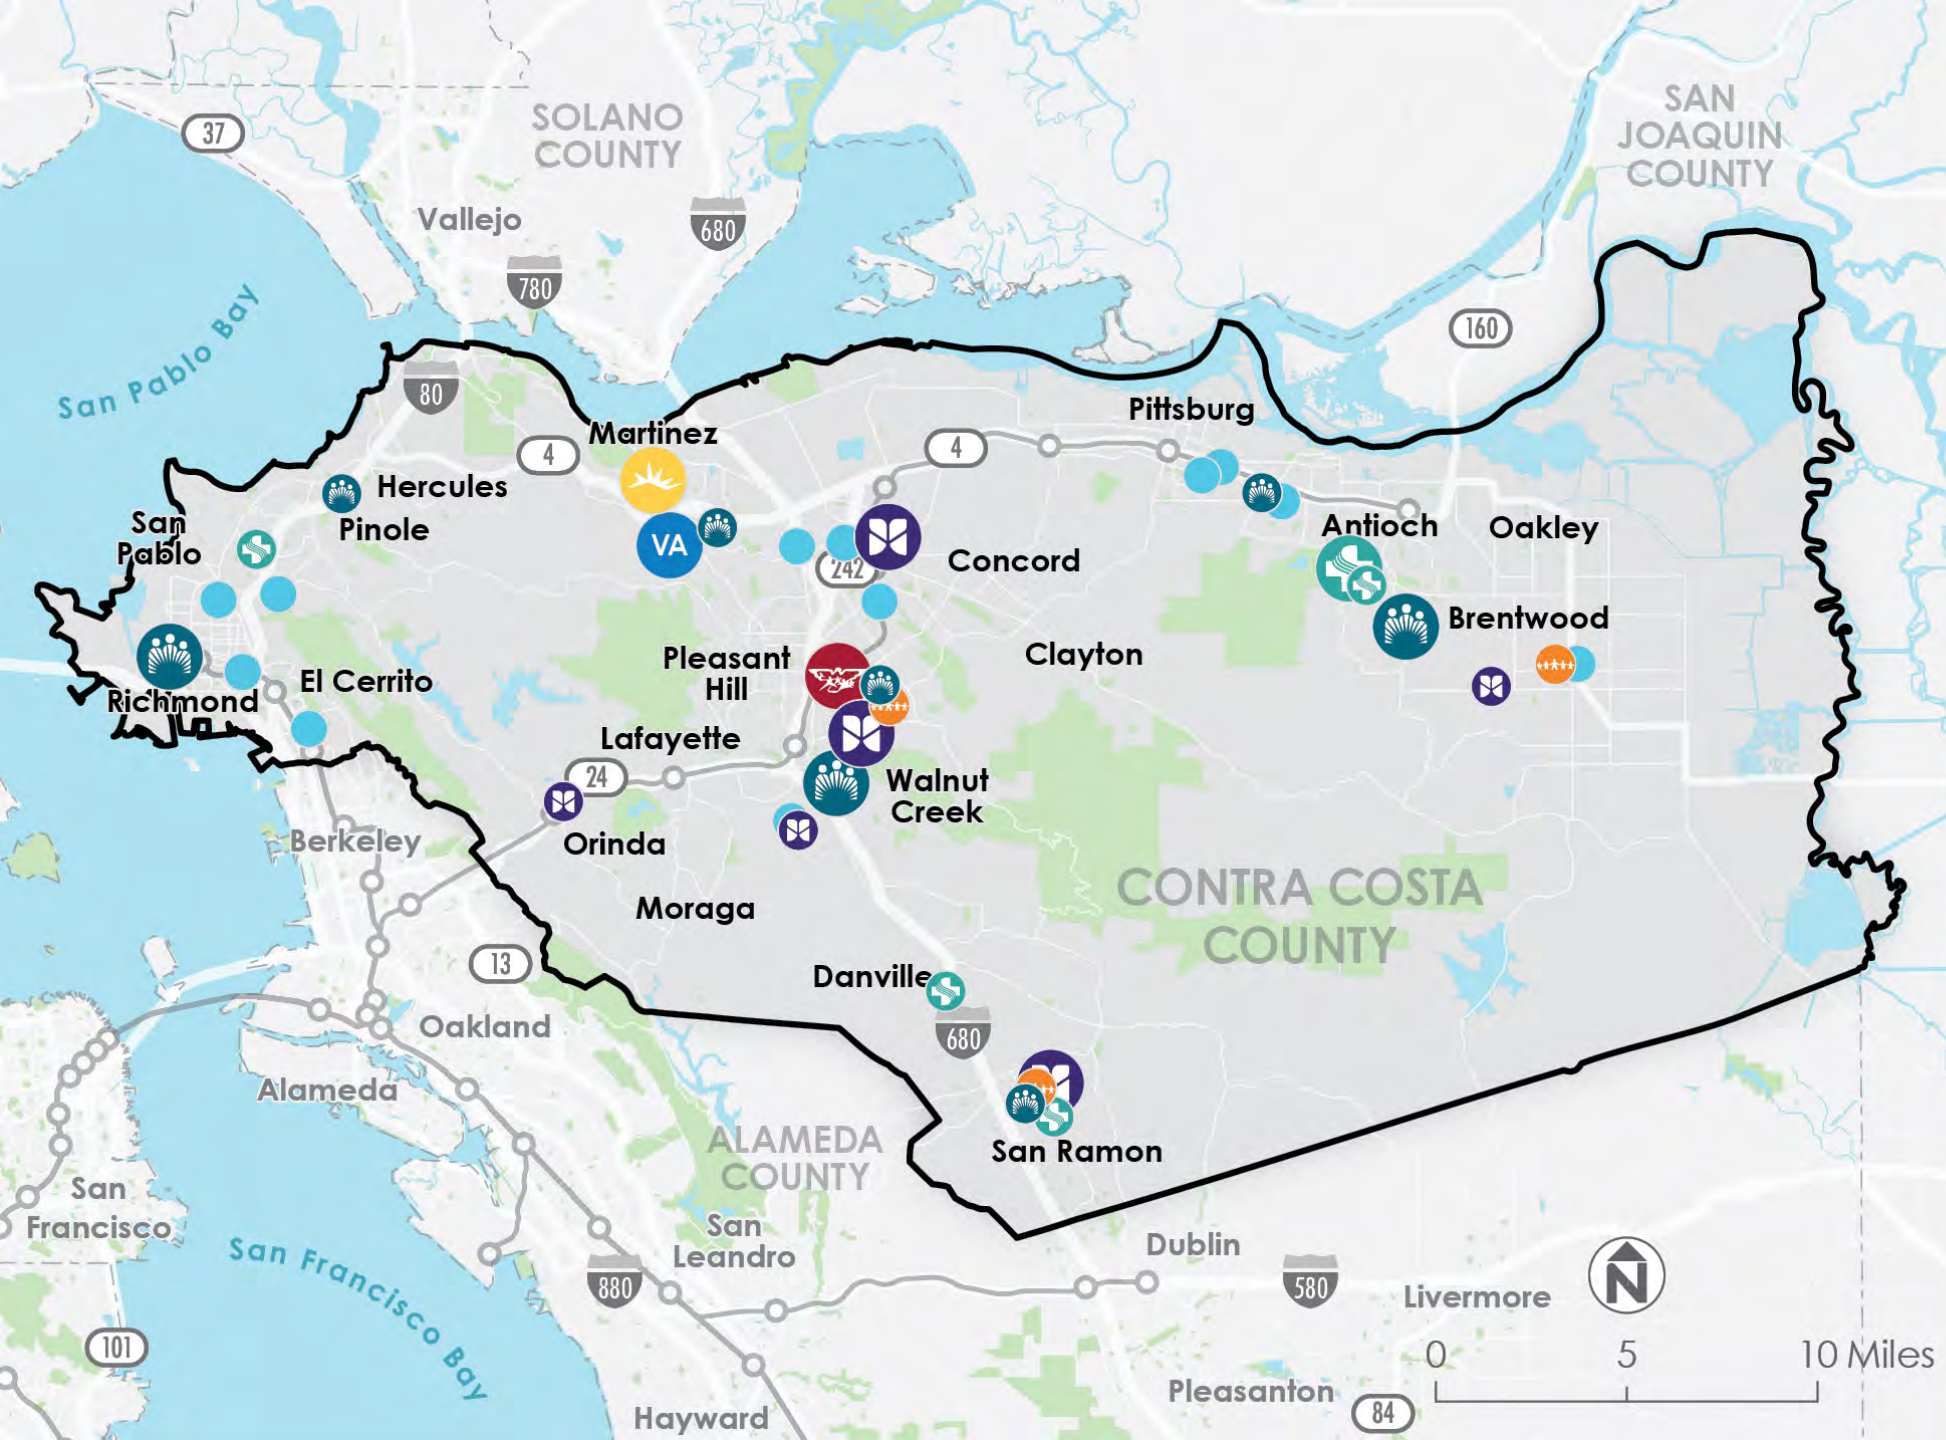 SAN
JOAQUIN
COUNTY
SOLANO
COUNTY
37
Vallejo
680
780
160
San Pablo Bay
80
4
Martinez
4
Pittsburg
Hercules
Pinole
San
Pablo
VA
242
Concord
Antioch
Oakley
Brentwood
Pleasant
Hill
Clayton
El Cerrito
Richmond
Lafayette
24
Walnut
Creek
Orinda
Berkeley
Moraga
CONTRA COSTA
COUNTY
13
Danville
680
Oakland
Alameda
ALAMEDA
COUNTY
San Ramon
San
Francisco
San Francisco Bay
San
Leandro
880
Dublin
580
Livermore
N
101
0
5
10 Miles
Pleasanton
84
Hayward